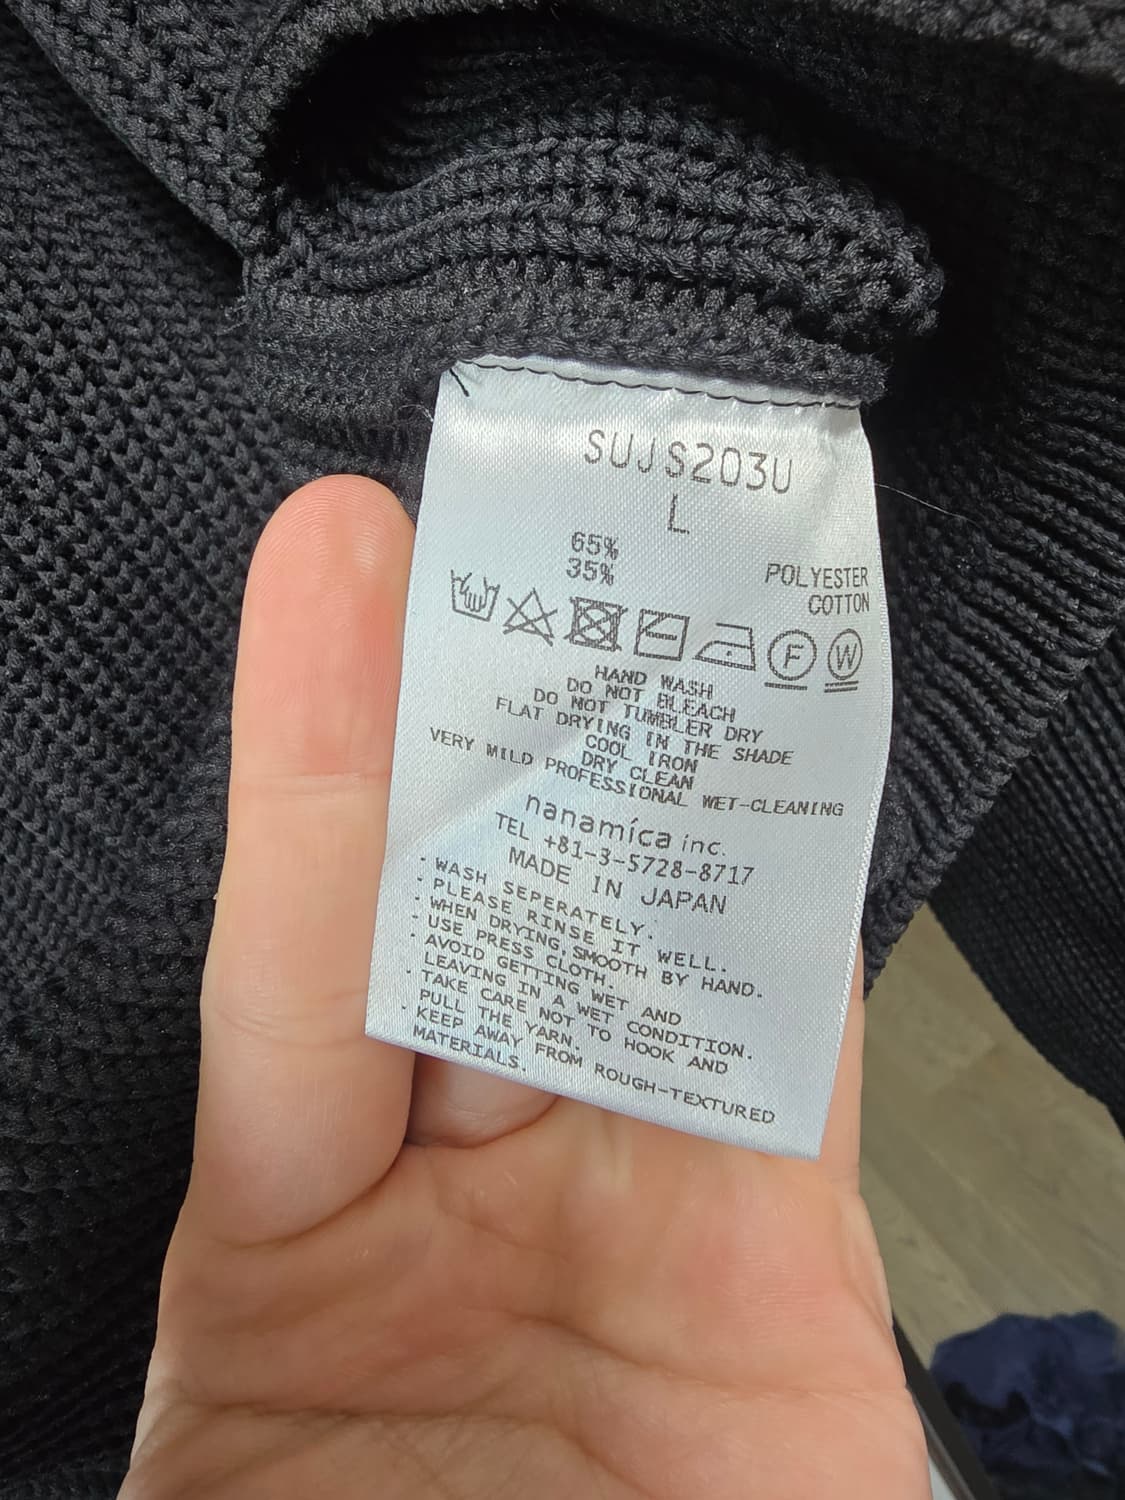 SUJS203U
L
65% POLYESTER
35% COTTON
F W
HAND WASH
DO NOT BLEACH
DO NOT TUMBLER DRY
FLAT DRYING IN THE SHADE
COOL IRON
DRY CLEAN
VERY MILD PROFESSIONAL WET-CLEANING
nanamíca inc.
TEL +81-3-5728-8717
MADE IN JAPAN
・WASH SEPERATELY.
・PLEASE RINSE IT WELL.
・WHEN DRYING,SMOOTH BY HAND.
・USE PRESS CLOTH.
・AVOID GETTING WET AND
LEAVING IN A WET CONDITION.
・TAKE CARE NOT TO HOOK AND
PULL THE YARN.
・KEEP AWAY FROM ROUGH-TEXTURED
MATERIALS.